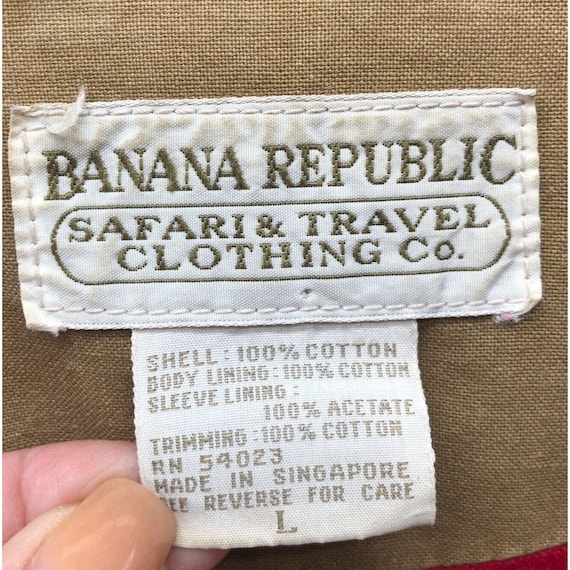 BANANA REPUBLIC
SAFARI & TRAVEL
CLOTHING CO.
SHELL: 100% COTTON
BODY LINING: 100% COTTON
SLEEVE LINING:
100% ACETATE
TRIMMING: 100% COTTON
RN 54023
MADE IN SINGAPORE
SEE REVERSE FOR CARE
L